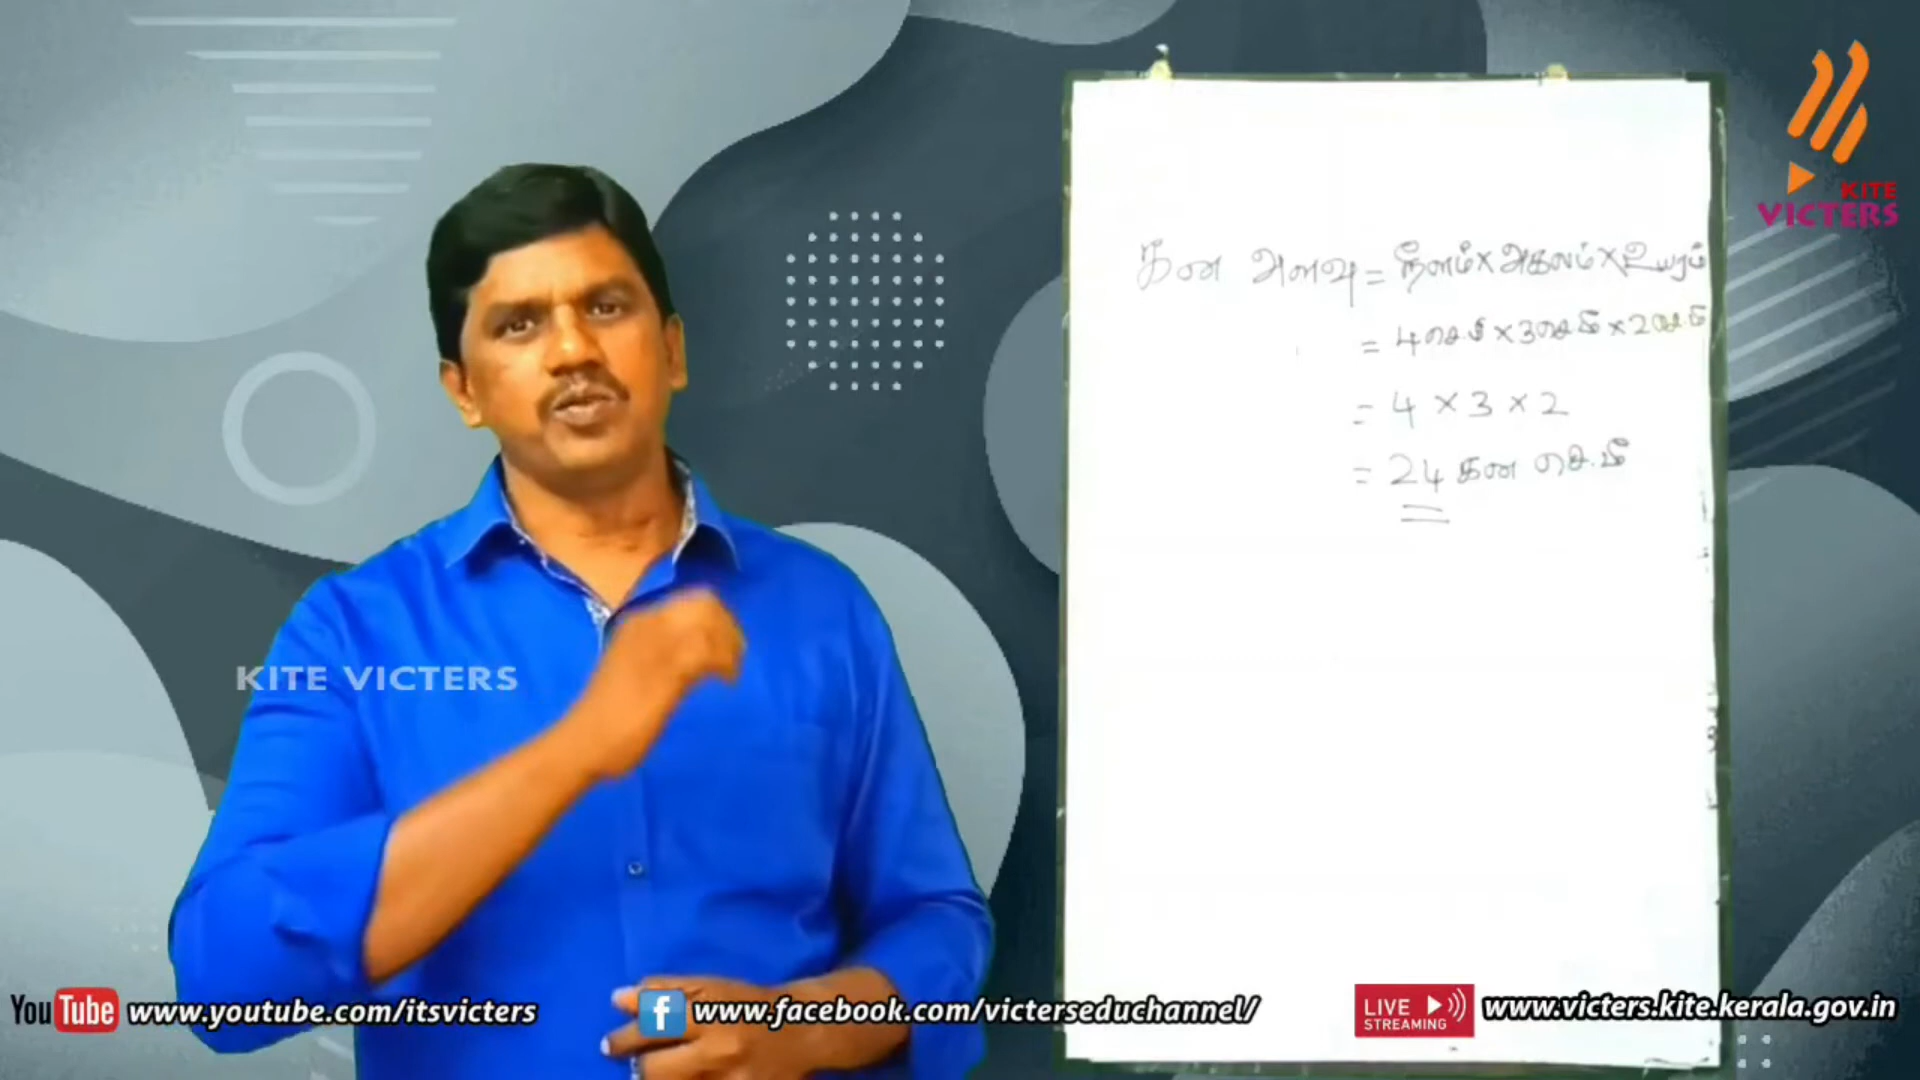 KITE
VICTERS
கன அளவு = நீளம் × அகலம் × உயரம்
= 4 செ.மீ × 3 செ.மீ × 2 செ.மீ
= 4 × 3 × 2
= 24 கன செ.மீ
KITE VICTERS
YouTube www.youtube.com/itsvicters
f www.facebook.com/victerseduchannel/
LIVE STREAMING www.victers.kite.kerala.gov.in